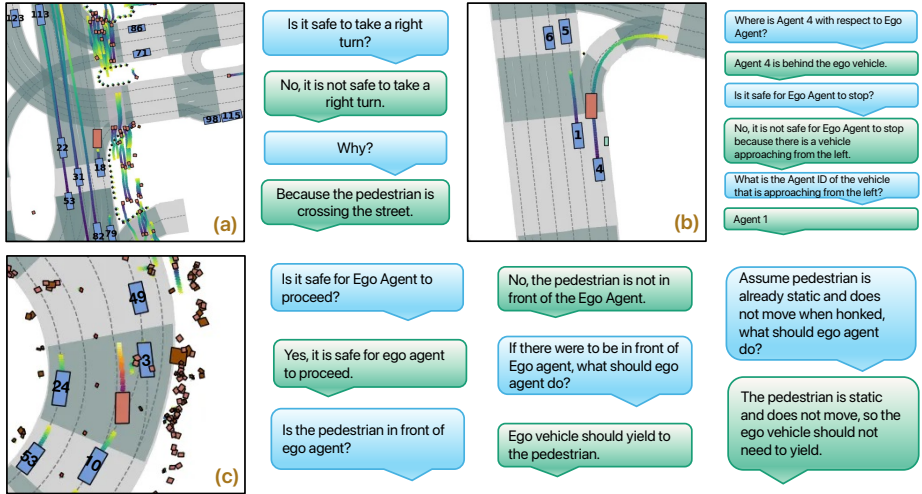 123
113
86
71
98
115
22
18
31
53
82
79
(a)
Is it safe to take a right
turn?
No, it is not safe to take a
right turn.
Why?
Because the pedestrian is
crossing the street.
6
5
1
4
(b)
Where is Agent 4 with respect to Ego
Agent?
Agent 4 is behind the ego vehicle.
Is it safe for Ego Agent to stop?
No, it is not safe for Ego Agent to stop
because there is a vehicle
approaching from the left.
What is the Agent ID of the vehicle
that is approaching from the left?
Agent 1
49
3
24
53
10
(c)
Is it safe for Ego Agent to
proceed?
Yes, it is safe for ego agent
to proceed.
Is the pedestrian in front of
ego agent?
No, the pedestrian is not in
front of the Ego Agent.
If there were to be in front of
Ego agent, what should ego
agent do?
Ego vehicle should yield to
the pedestrian.
Assume pedestrian is
already static and does
not move when honked,
what should ego agent
do?
The pedestrian is static
and does not move, so the
ego vehicle should not
need to yield.